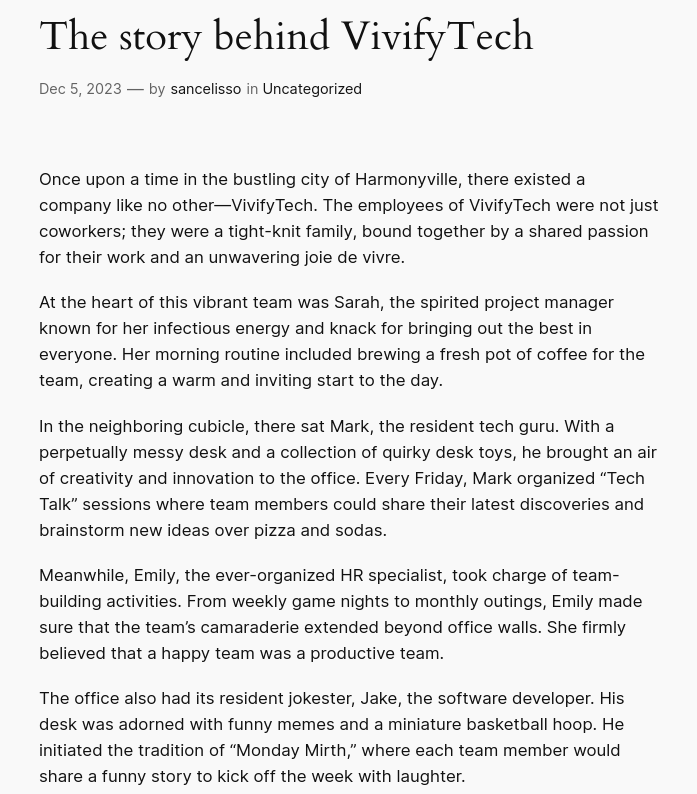 The story behind VivifyTech
Dec 5, 2023 — by sancelisso in Uncategorized
Once upon a time in the bustling city of Harmonyville, there existed a
company like no other—VivifyTech. The employees of VivifyTech were not just
coworkers; they were a tight-knit family, bound together by a shared passion
for their work and an unwavering joie de vivre.
At the heart of this vibrant team was Sarah, the spirited project manager
known for her infectious energy and knack for bringing out the best in
everyone. Her morning routine included brewing a fresh pot of coffee for the
team, creating a warm and inviting start to the day.
In the neighboring cubicle, there sat Mark, the resident tech guru. With a
perpetually messy desk and a collection of quirky desk toys, he brought an air
of creativity and innovation to the office. Every Friday, Mark organized “Tech
Talk” sessions where team members could share their latest discoveries and
brainstorm new ideas over pizza and sodas.
Meanwhile, Emily, the ever-organized HR specialist, took charge of team-
building activities. From weekly game nights to monthly outings, Emily made
sure that the team’s camaraderie extended beyond office walls. She firmly
believed that a happy team was a productive team.
The office also had its resident jokester, Jake, the software developer. His
desk was adorned with funny memes and a miniature basketball hoop. He
initiated the tradition of “Monday Mirth,” where each team member would
share a funny story to kick off the week with laughter.